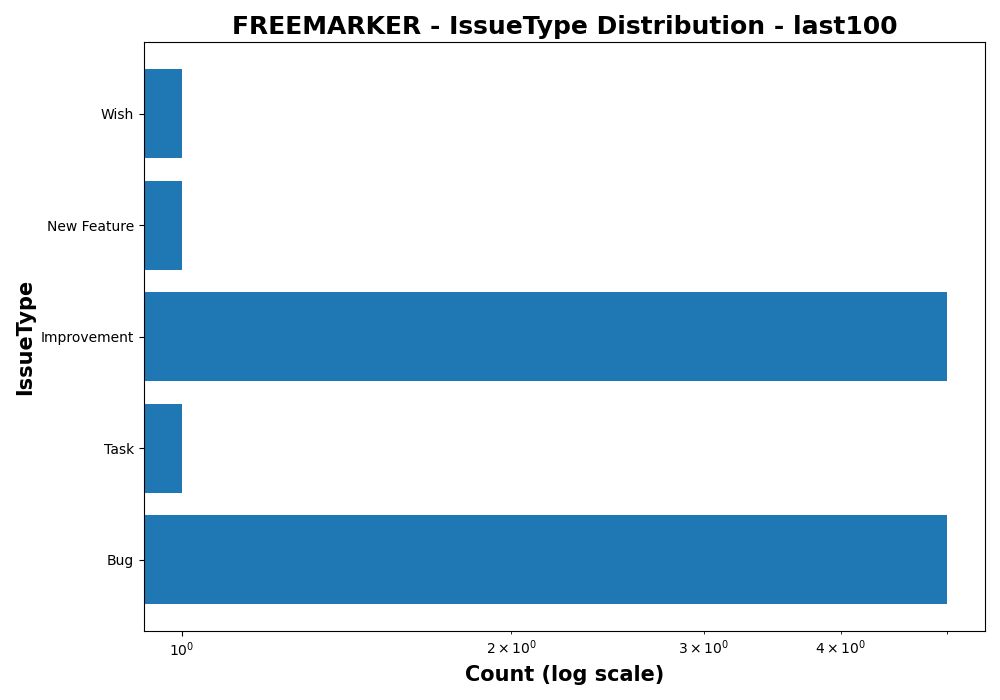 FREEMARKER - IssueType Distribution - last100
Wish
New Feature
Improvement
Task
Bug
IssueType
10⁰ 2 × 10⁰ 3 × 10⁰ 4 × 10⁰
Count (log scale)